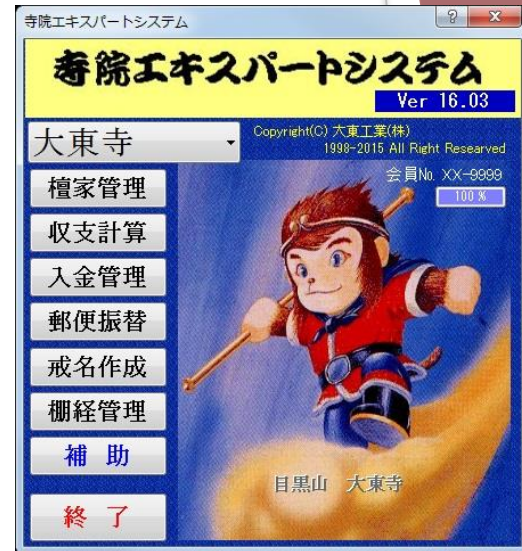 寺院エキスパートシステム
寺院エキスパートシステム
Ver 16.03
大東寺
Copyright(C) 大東工業(株)
1998-2015 All Right Researved
会員No. XX-9999
100 %
檀家管理
収支計算
入金管理
郵便振替
戒名作成
棚経管理
補 助
終 了
目黒山 大東寺